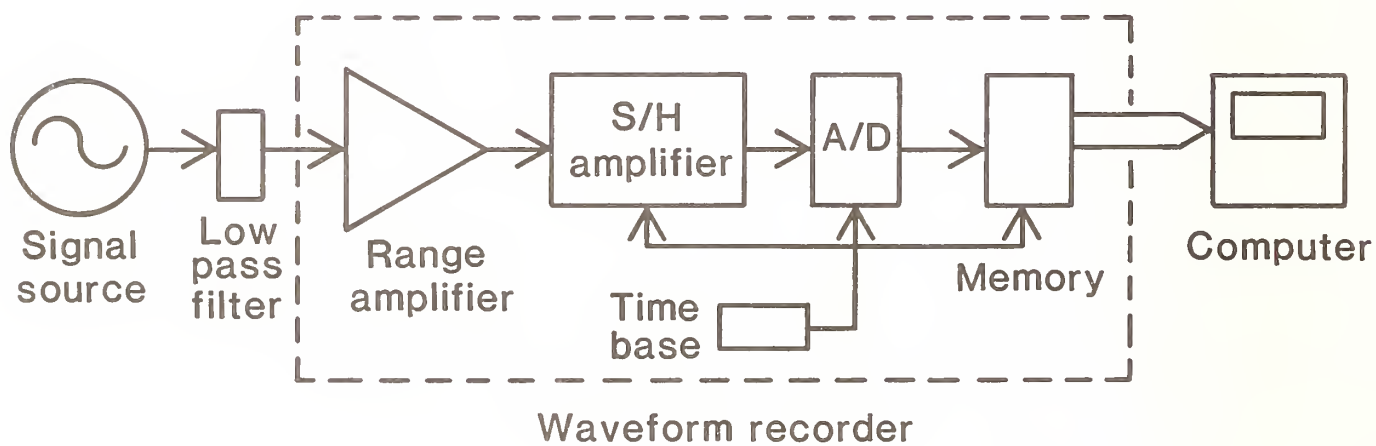 S/H
amplifier
A/D
Signal
source
Low
pass
filter
Range
amplifier
Time
base
Memory
Computer
Waveform recorder